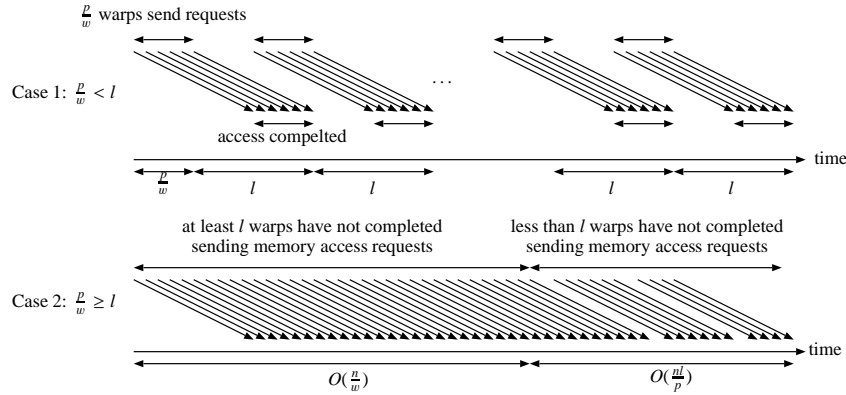 p/w warps send requests
...
Case 1: p/w < l
access compelted
time
p/w l l l l
at least l warps have not completed
sending memory access requests
less than l warps have not completed
sending memory access requests
Case 2: p/w ≥ l
time
O(n/w) O(nl/p)